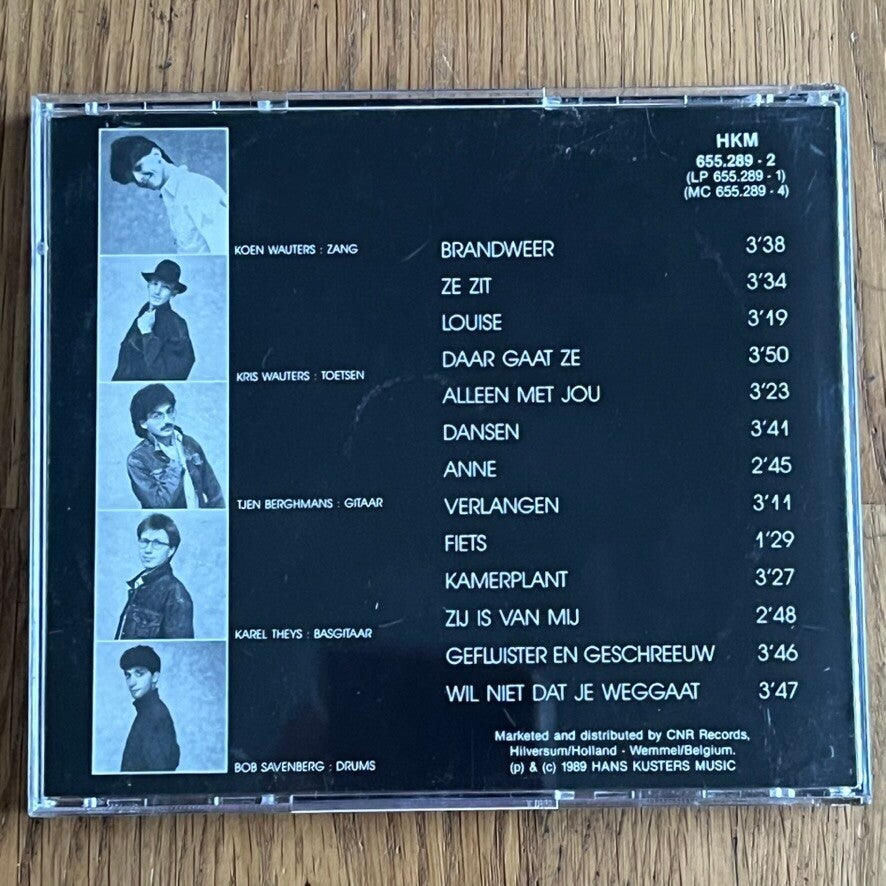 HKM
655.289 - 2
(LP 655.289 - 1)
(MC 655.289 - 4)
KOEN WAUTERS : ZANG
KRIS WAUTERS : TOETSEN
TJEN BERGHMANS : GITAAR
KAREL THEYS : BASGITAAR
BOB SAVENBERG : DRUMS
BRANDWEER 3'38
ZE ZIT 3'34
LOUISE 3'19
DAAR GAAT ZE 3'50
ALLEEN MET JOU 3'23
DANSEN 3'41
ANNE 2'45
VERLANGEN 3'11
FIETS 1'29
KAMERPLANT 3'27
ZIJ IS VAN MIJ 2'48
GEFLUISTER EN GESCHREEUW 3'46
WIL NIET DAT JE WEGGAAT 3'47
Marketed and distributed by CNR Records,
Hilversum/Holland - Wemmel/Belgium.
(p) & (c) 1989 HANS KUSTERS MUSIC